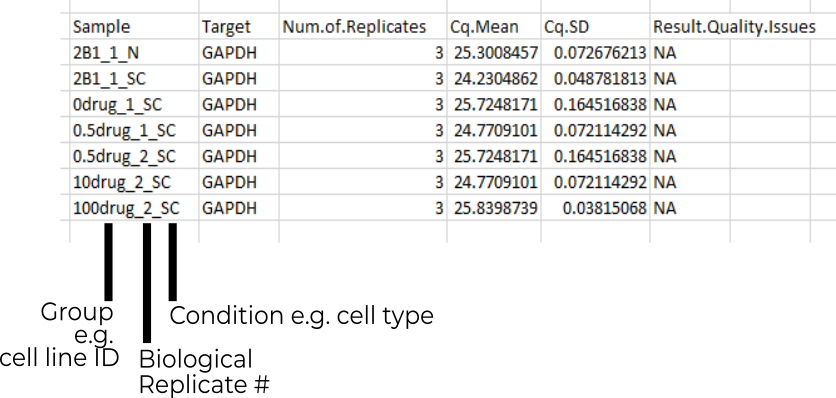 Sample Target Num.of.Replicates Cq.Mean Cq.SD Result.Quality.Issues
2B1_1_N GAPDH 3 25.3008457 0.072676213 NA
2B1_1_SC GAPDH 3 24.2304862 0.048781813 NA
0drug_1_SC GAPDH 3 25.7248171 0.164516838 NA
0.5drug_1_SC GAPDH 3 24.7709101 0.072114292 NA
0.5drug_2_SC GAPDH 3 25.7248171 0.164516838 NA
10drug_2_SC GAPDH 3 24.7709101 0.072114292 NA
100drug_2_SC GAPDH 3 25.8398739 0.03815068 NA
Group
e.g.
cell line ID
Biological
Replicate #
Condition e.g. cell type